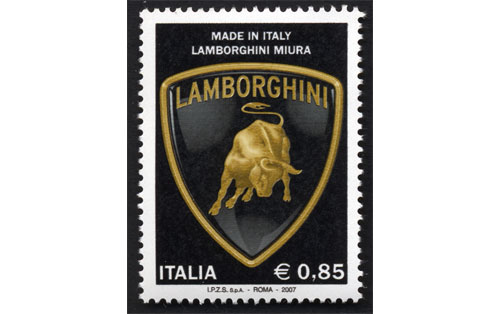 MADE IN ITALY
LAMBORGHINI MIURA
LAMBORGHINI
ITALIA € 0,85
I.P.Z.S. S.p.A. - ROMA - 2007